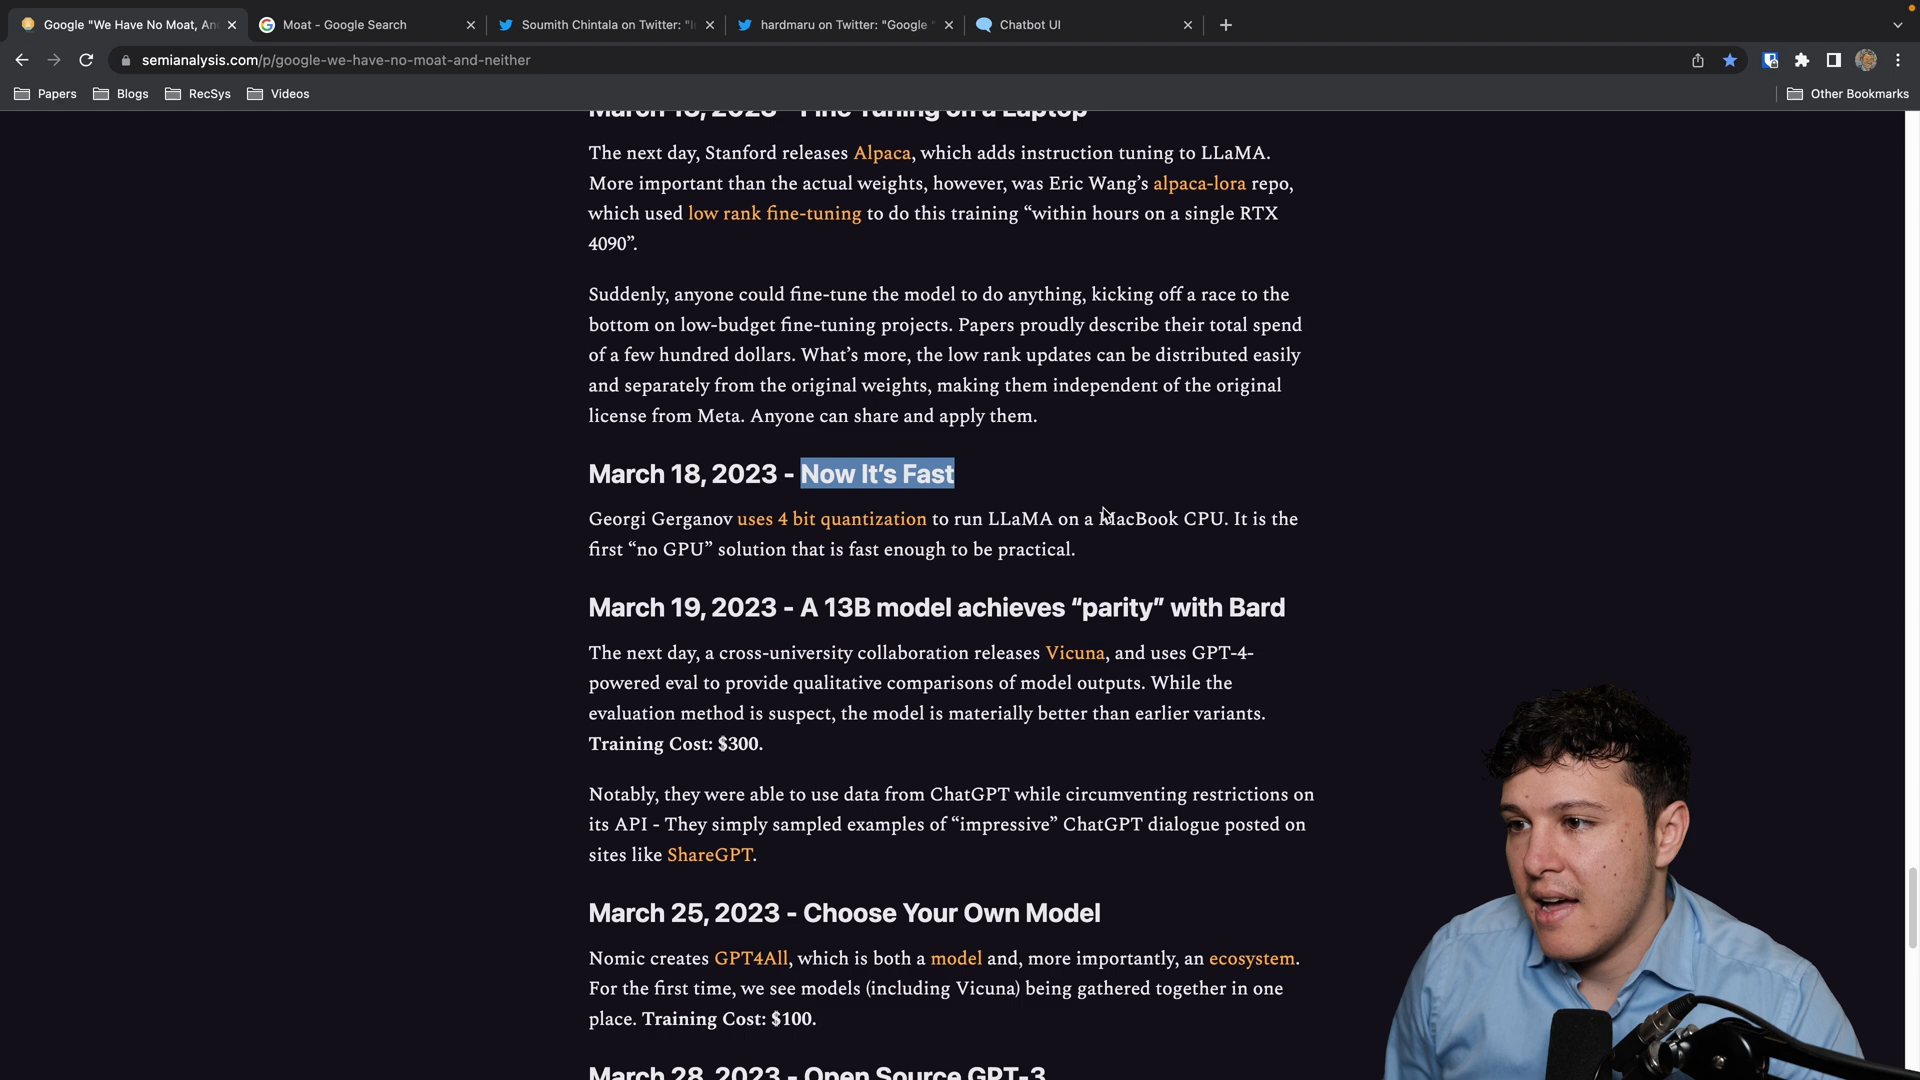 Google "We Have No Moat, An
Moat - Google Search
Soumith Chintala on Twitter: "I
hardmaru on Twitter: "Google "
Chatbot UI
semianalysis.com/p/google-we-have-no-moat-and-neither
Papers
Blogs
RecSys
Videos
Other Bookmarks
March 13, 2023 - Fine Tuning on a Laptop
The next day, Stanford releases Alpaca, which adds instruction tuning to LLaMA.
More important than the actual weights, however, was Eric Wang’s alpaca-lora repo,
which used low rank fine-tuning to do this training “within hours on a single RTX
4090”.
Suddenly, anyone could fine-tune the model to do anything, kicking off a race to the
bottom on low-budget fine-tuning projects. Papers proudly describe their total spend
of a few hundred dollars. What’s more, the low rank updates can be distributed easily
and separately from the original weights, making them independent of the original
license from Meta. Anyone can share and apply them.
March 18, 2023 - Now It’s Fast
Georgi Gerganov uses 4 bit quantization to run LLaMA on a MacBook CPU. It is the
first “no GPU” solution that is fast enough to be practical.
March 19, 2023 - A 13B model achieves “parity” with Bard
The next day, a cross-university collaboration releases Vicuna, and uses GPT-4-
powered eval to provide qualitative comparisons of model outputs. While the
evaluation method is suspect, the model is materially better than earlier variants.
Training Cost: $300.
Notably, they were able to use data from ChatGPT while circumventing restrictions on
its API - They simply sampled examples of “impressive” ChatGPT dialogue posted on
sites like ShareGPT.
March 25, 2023 - Choose Your Own Model
Nomic creates GPT4All, which is both a model and, more importantly, an ecosystem.
For the first time, we see models (including Vicuna) being gathered together in one
place. Training Cost: $100.
March 28, 2023 - Open Source GPT-3